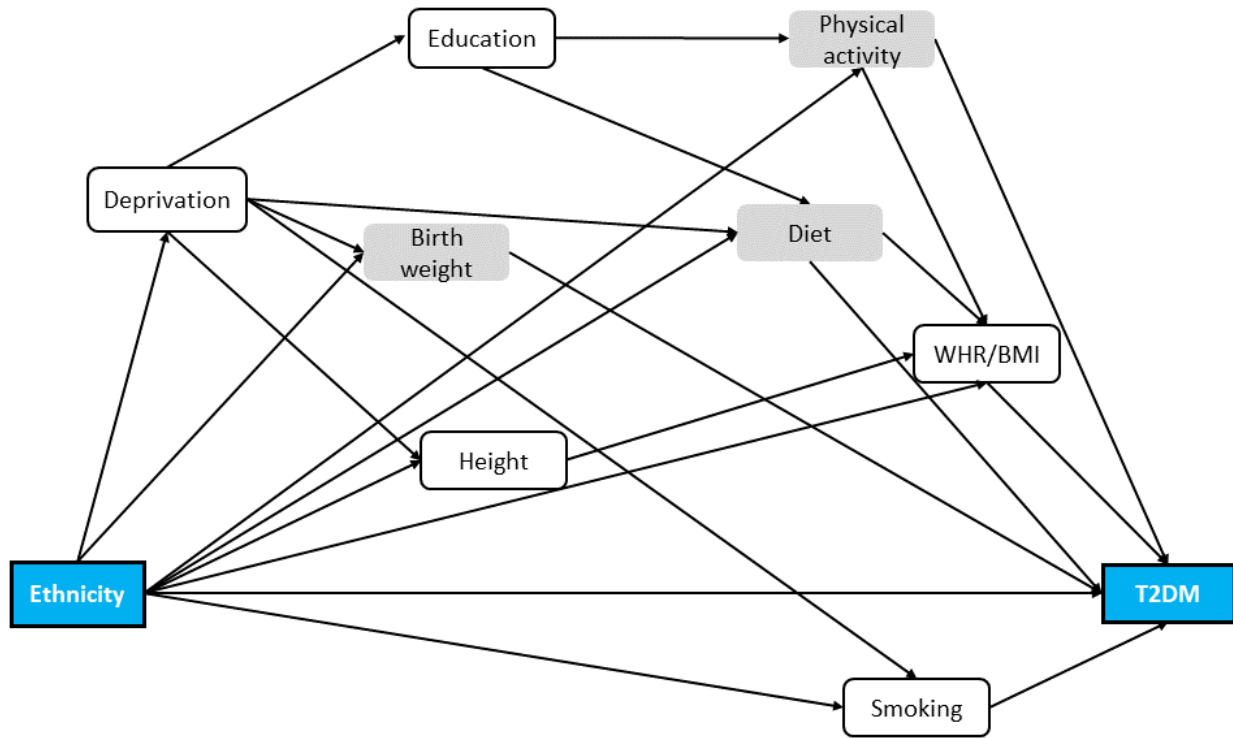 Education
Physical
activity
Deprivation
Birth
weight
Diet
WHR/BMI
Height
Ethnicity
T2DM
Smoking